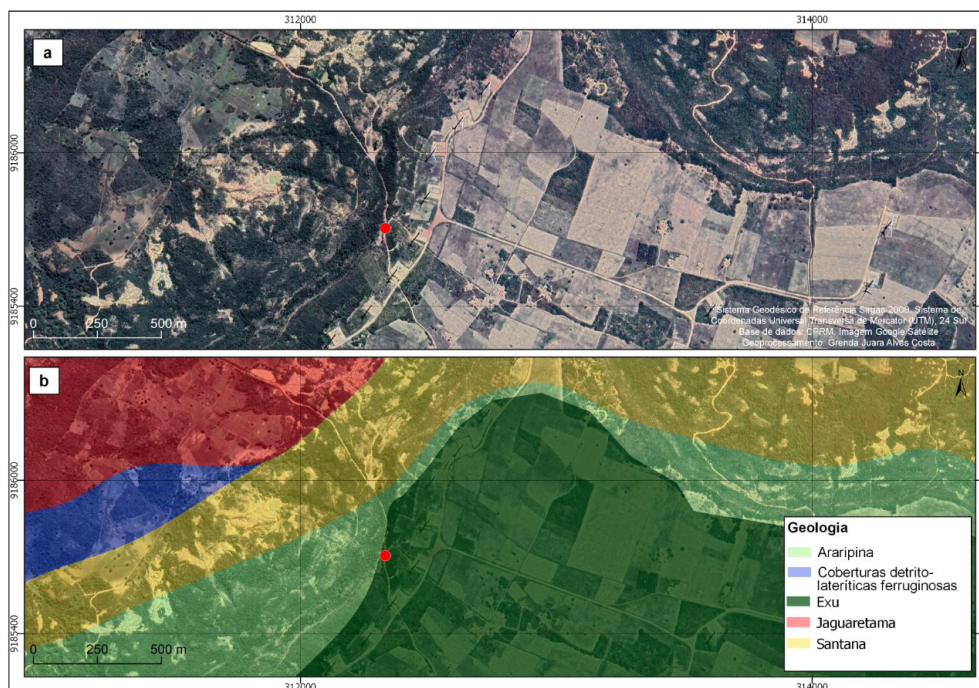 312000
314000
a
9186000
9185400
0 250 500 m
Sistema Geodésico de Referência Sirgas 2000. Sistema de
Coordenadas Universal Transversa de Mercator (UTM), 24 Sul
Base de dados: CPRM. Imagem Google Satélite
Geoprocessamento: Grenda Juara Alves Costa
b
N
9186000
9185400
0 250 500 m
Geologia
Araripina
Coberturas detrito-
lateríticas ferruginosas
Exu
Jaguaretama
Santana
312000
314000